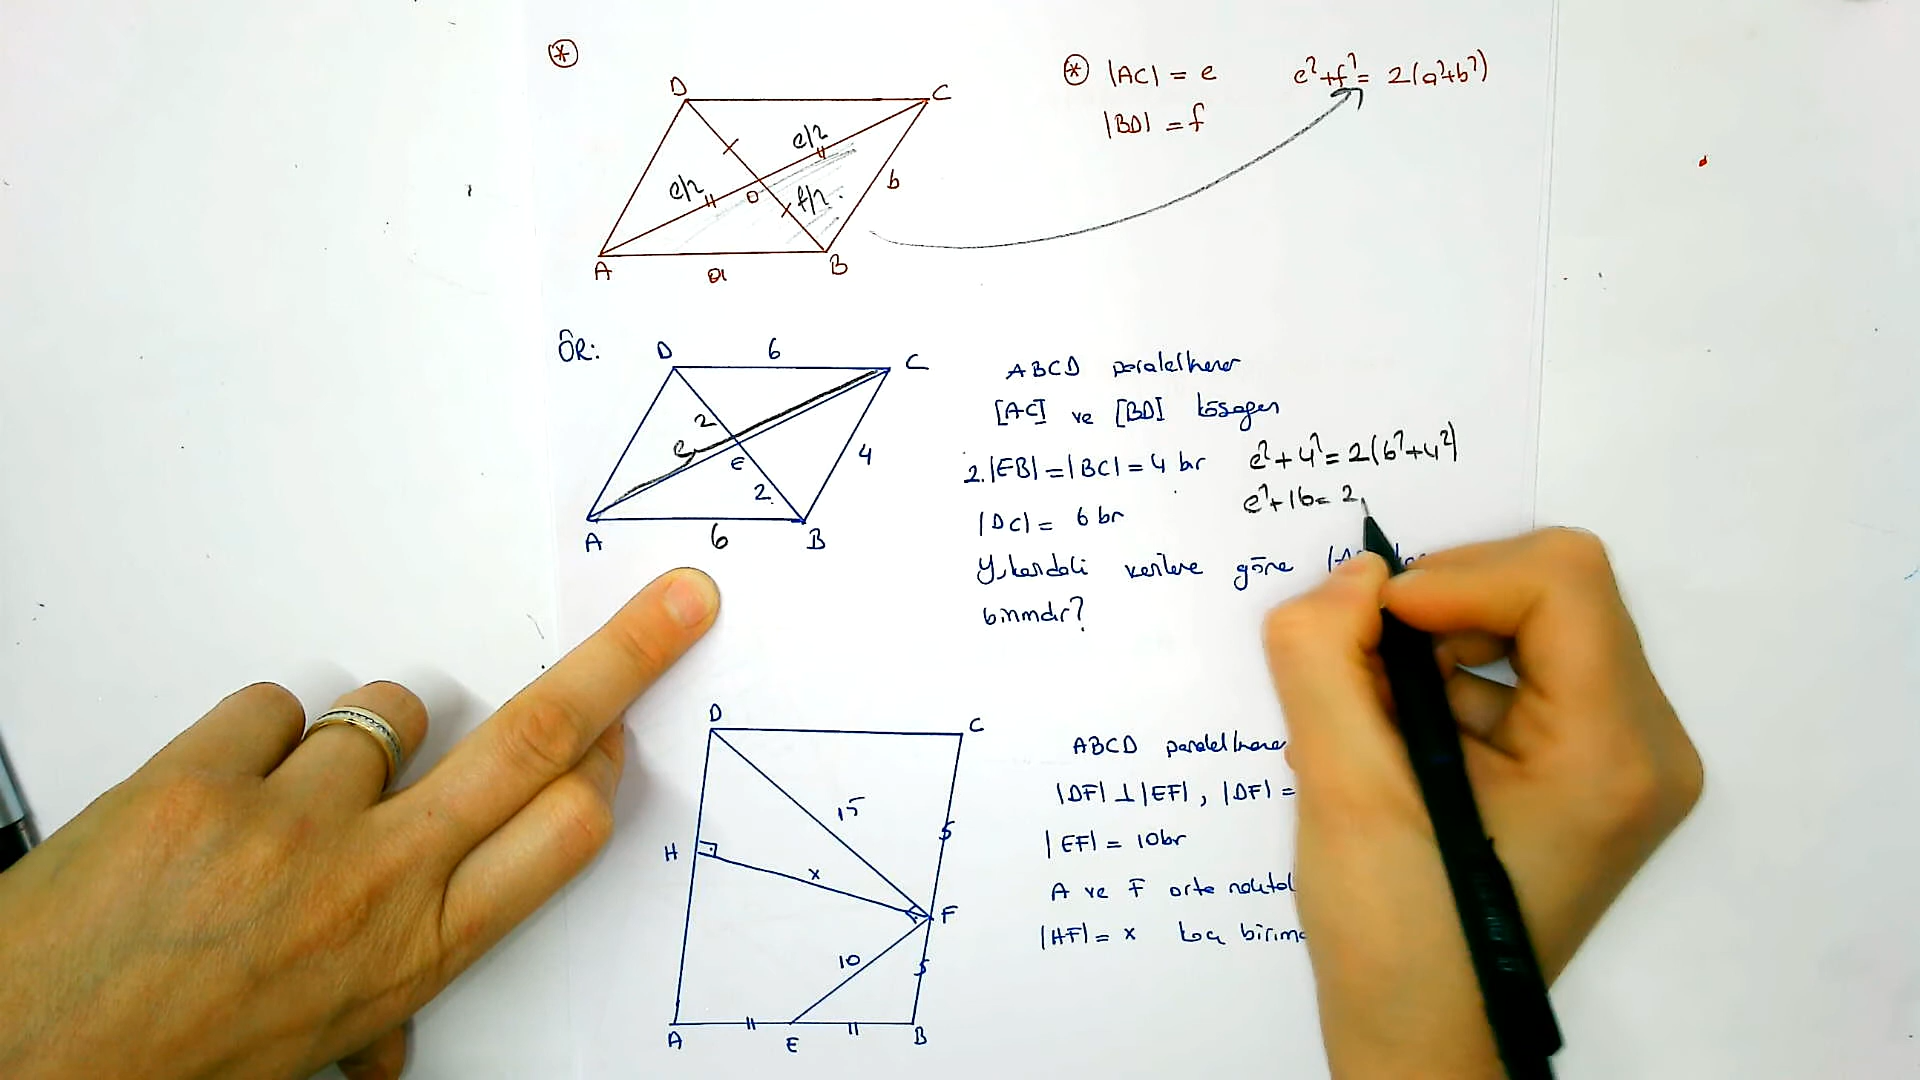 *
D
C
e/2
e/2
O
f/2
b
A
a
B
* |AC| = e
e²+f² = 2(a²+b²)
|BD| = f
ÖR:
D
6
C
2
e
E
4
2
A
6
B
ABCD paralelkenar
[AC] ve [BD] köşegen
2.|EB| = |BC| = 4 br
|DC| = 6 br
Yukarıdaki verilere göre
birimdir?
e²+4² = 2(6²+4²)
e²+16 = 2
D
C
15
5
H
x
F
10
5
A
E
B
ABCD paralelkenar
|DF| ⊥ |EF|, |DF| =
|EF| = 10br
A ve F orta noktal
|HF| = x kaç birimd